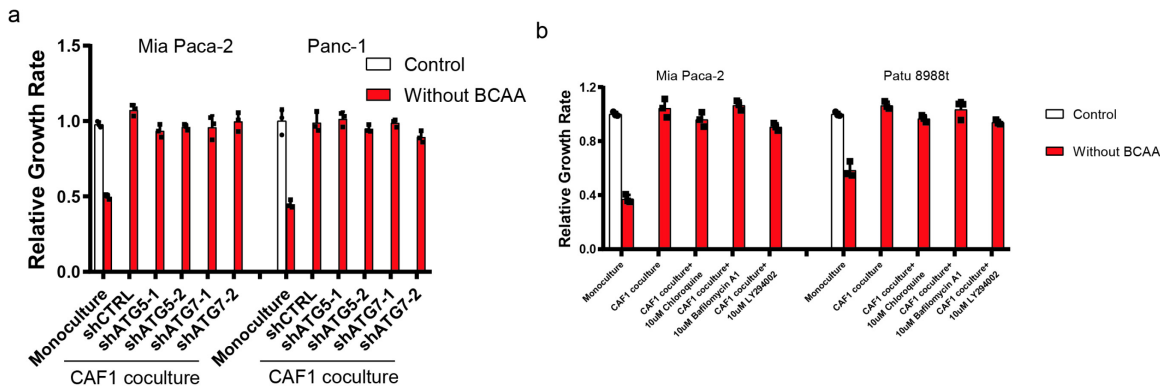 a
Mia Paca-2
Panc-1
Control
Without BCAA
Relative Growth Rate
1.5
1.0
0.5
0.0
Monoculture
shCTRL
shATG5-1
shATG5-2
shATG7-1
shATG7-2
Monoculture
shCTRL
shATG5-1
shATG5-2
shATG7-1
shATG7-2
CAF1 coculture
CAF1 coculture
b
Mia Paca-2
Patu 8988t
Control
Without BCAA
Relative Growth Rate
1.2
0.8
0.4
0.0
Monoculture
CAF1 coculture
CAF1 coculture+
10uM Chloroquine
CAF1 coculture+
10uM Bafilomycin A1
CAF1 coculture+
10uM LY294002
Monoculture
CAF1 coculture
CAF1 coculture+
10uM Chloroquine
CAF1 coculture+
10uM Bafilomycin A1
CAF1 coculture+
10uM LY294002